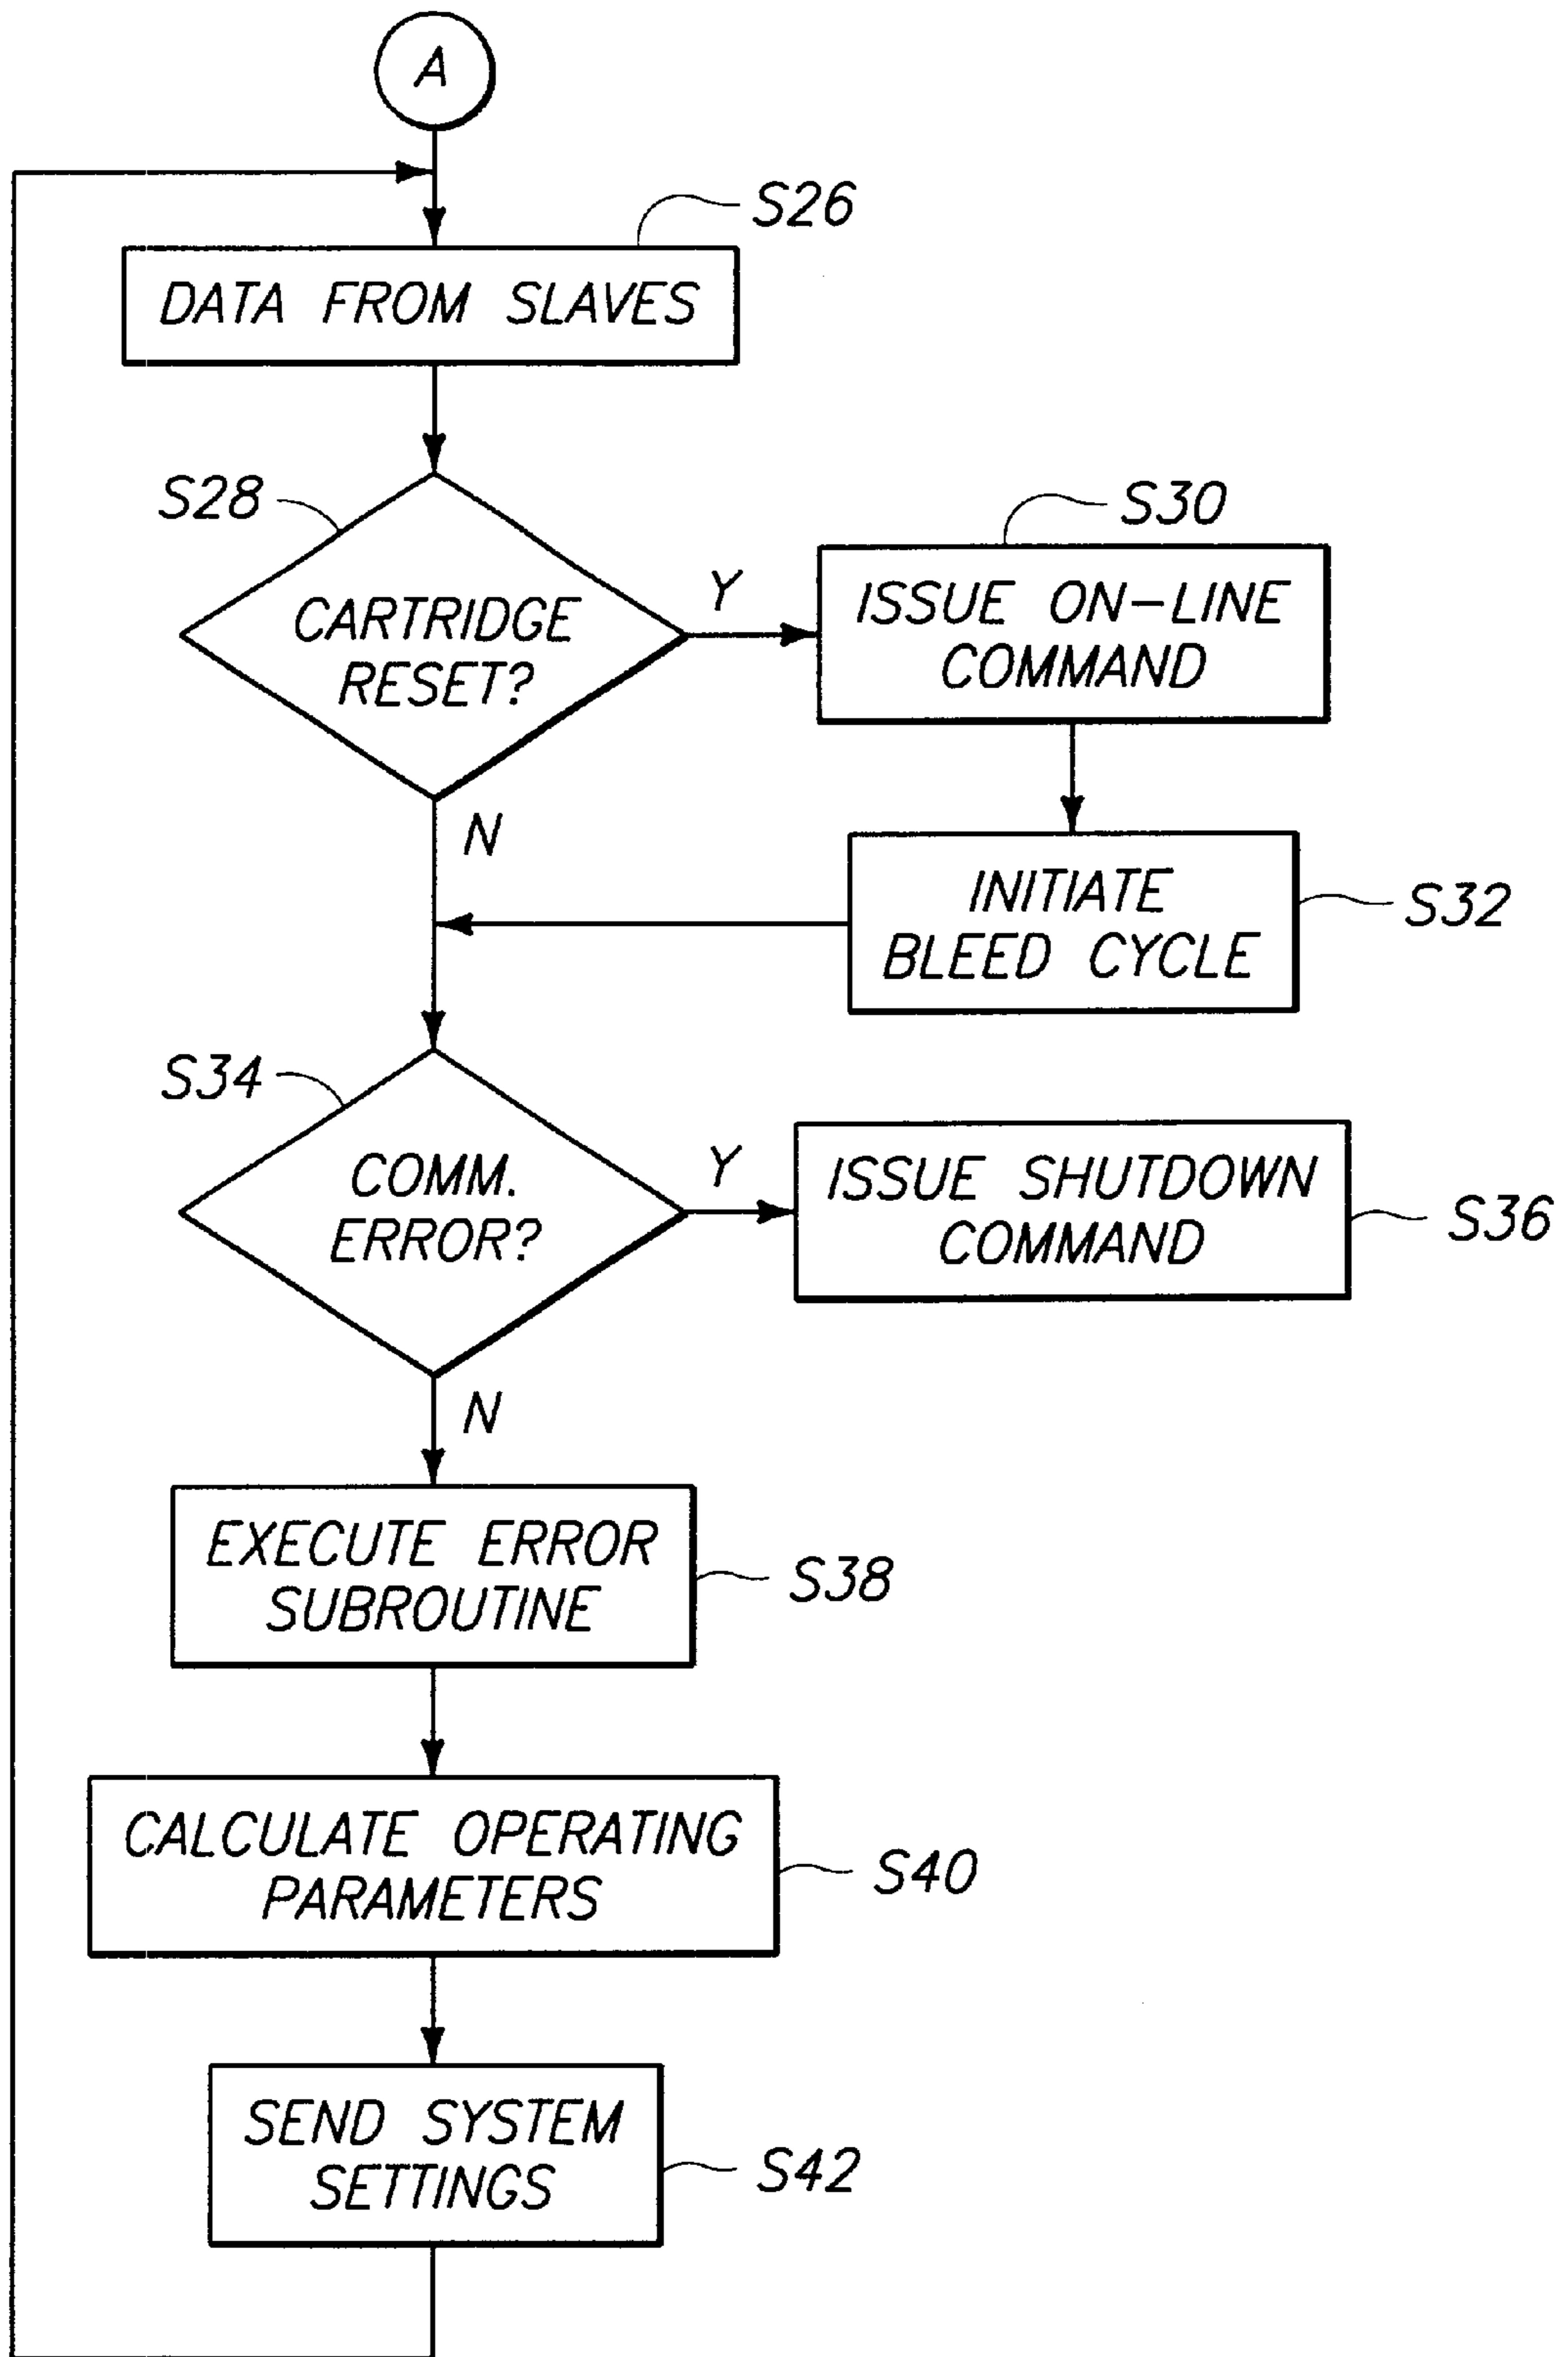 A
S26
DATA FROM SLAVES
S28
CARTRIDGE
RESET?
Y
S30
ISSUE ON-LINE
COMMAND
N
INITIATE
BLEED CYCLE
S32
S34
COMM.
ERROR?
Y
ISSUE SHUTDOWN
COMMAND
S36
N
EXECUTE ERROR
SUBROUTINE
S38
CALCULATE OPERATING
PARAMETERS
S40
SEND SYSTEM
SETTINGS
S42